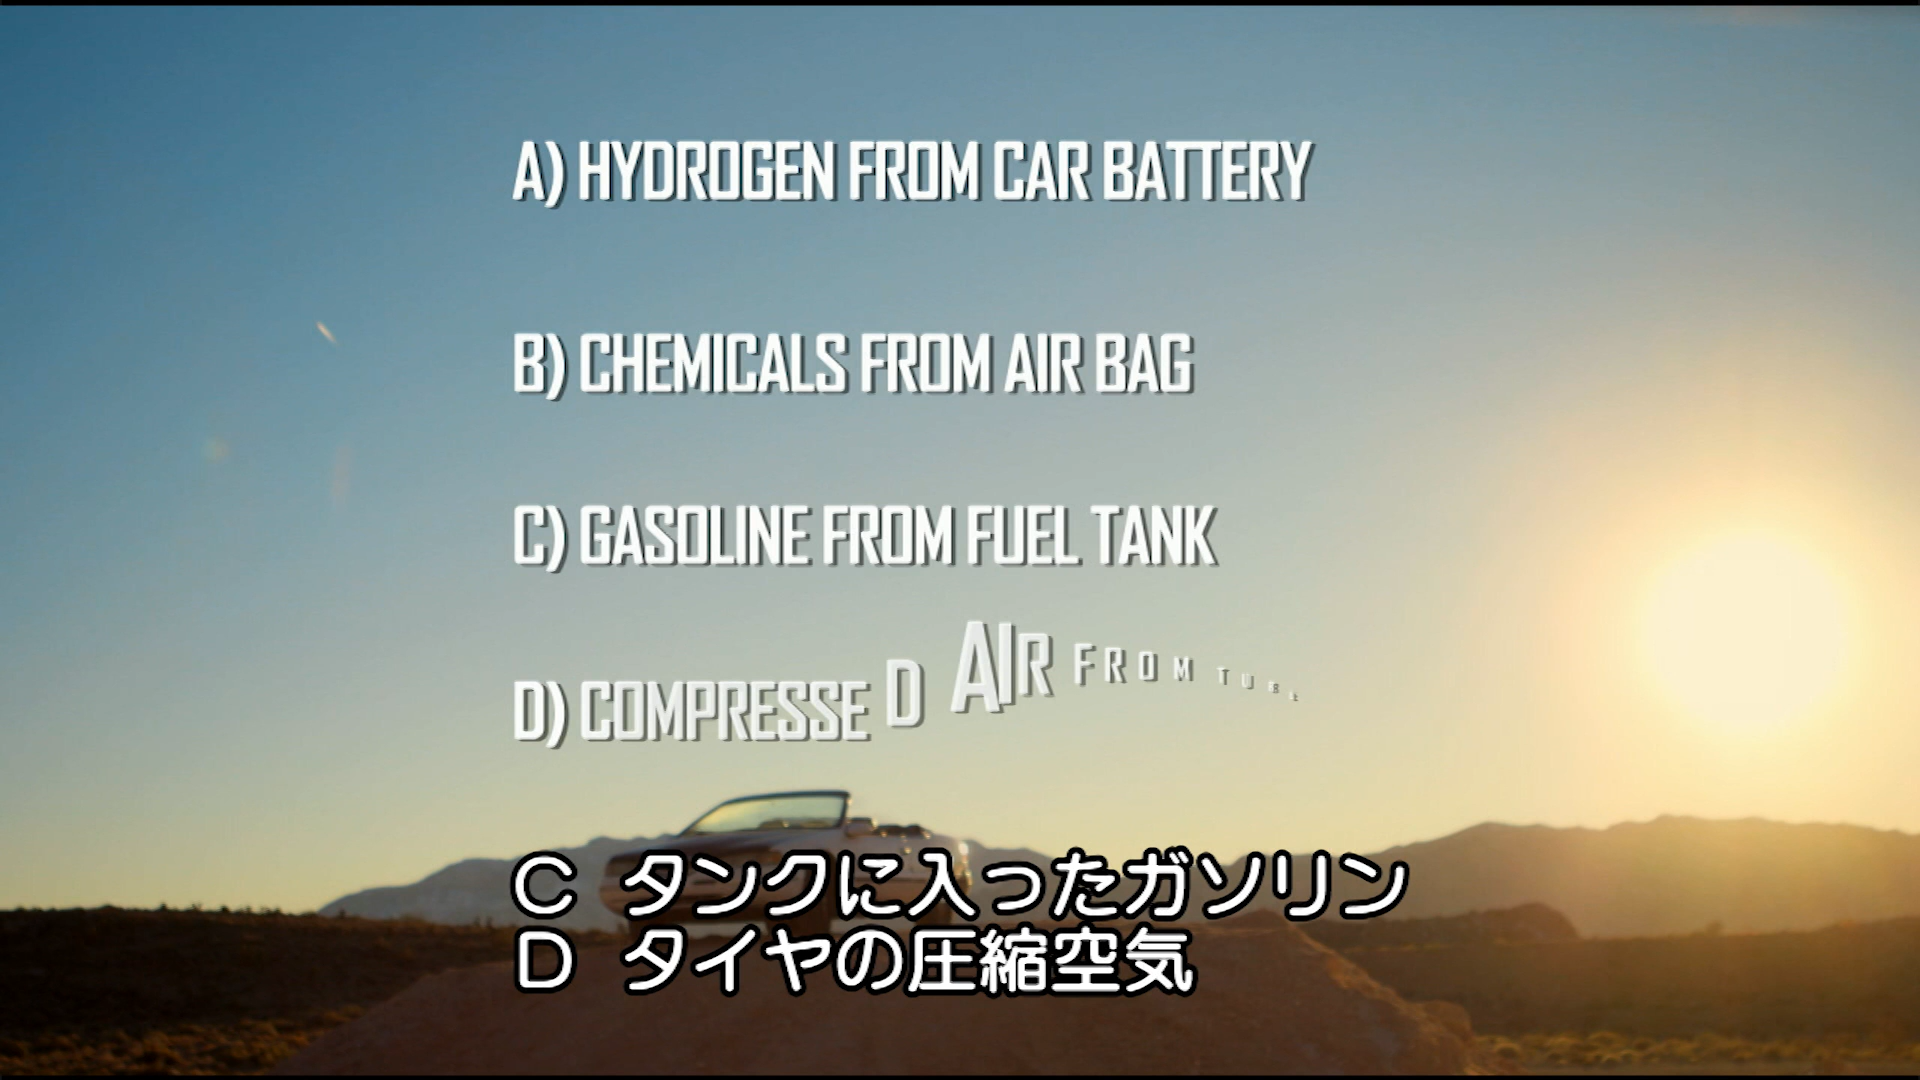 A) HYDROGEN FROM CAR BATTERY
B) CHEMICALS FROM AIR BAG
C) GASOLINE FROM FUEL TANK
D) COMPRESSED AIR FROM
C タンクに入ったガソリン
D タイヤの圧縮空気